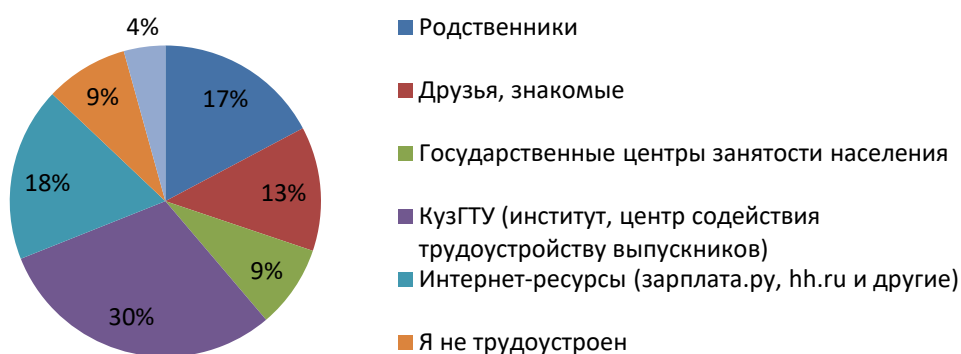 4%
17%
9%
18%
13%
9%
30%
Родственники
Друзья, знакомые
Государственные центры занятости населения
КузГТУ (институт, центр содействия
трудоустройству выпускников)
Интернет-ресурсы (зарплата.ру, hh.ru и другие)
Я не трудоустроен